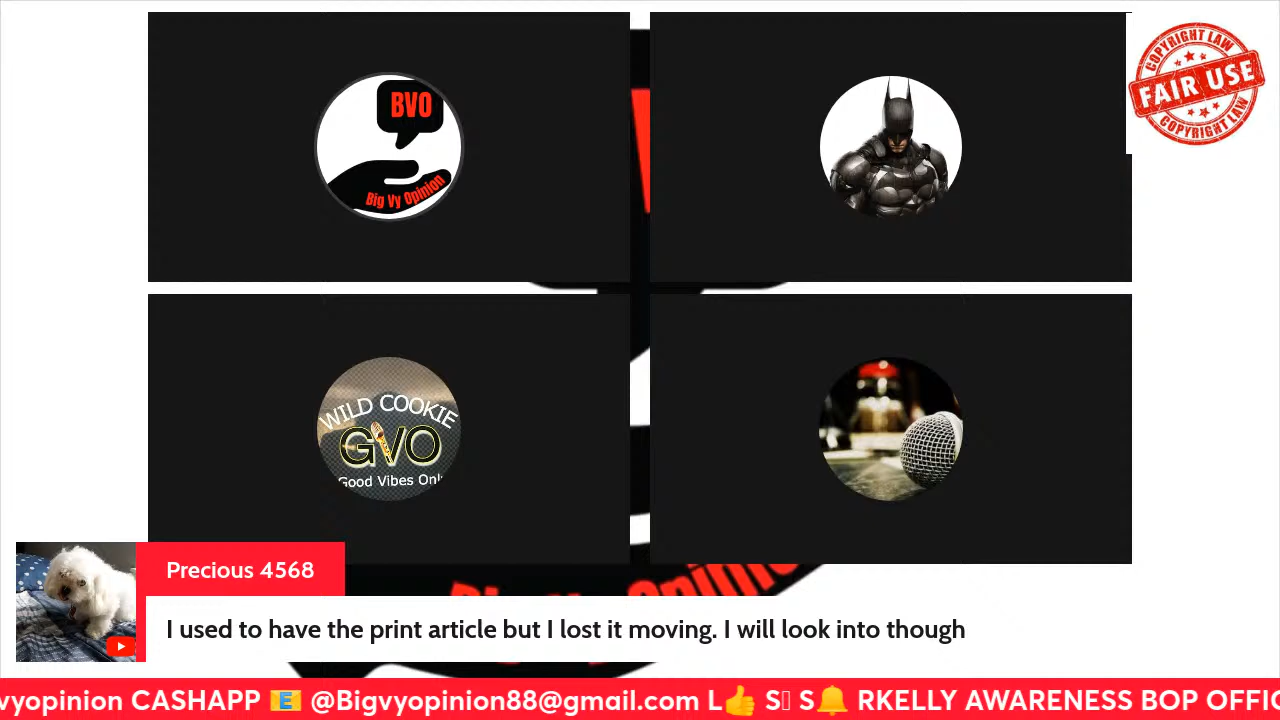 BVO
Big Vy Opinion
COPYRIGHT LAW
FAIR USE
COPYRIGHT LAW
WILD COOKIE
GVO
Good Vibes Only
Precious 4568
I used to have the print article but I lost it moving. I will look into though
vyopinion CASHAPP 📧 @Bigvyopinion88@gmail.com L👍 S S🔔 RKELLY AWARENESS BOP OFFIC